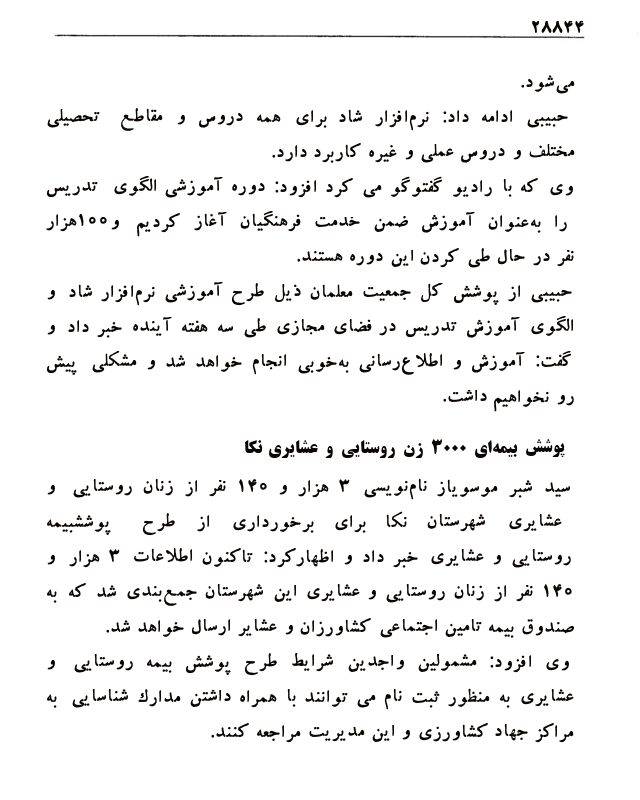 ۲۸۸۴۴
می‌شود.
حبیبی ادامه داد: نرم‌افزار شاد برای همه دروس و مقاطع تحصیلی
مختلف و دروس عملی و غیره کاربرد دارد.
وی که با رادیو گفتوگو می کرد افزود: دوره آموزشی الگوی تدریس
را به‌عنوان آموزش ضمن خدمت فرهنگیان آغاز کردیم و۱۰۰هزار
نفر در حال طی کردن این دوره هستند.
حبیبی از پوشش کل جمعیت معلمان ذیل طرح آموزشی نرم‌افزار شاد و
الگوی آموزش تدریس در فضای مجازی طی سه هفته آینده خبر داد و
گفت: آموزش و اطلاع‌رسانی به‌خوبی انجام خواهد شد و مشکلی پیش
رو نخواهیم داشت.
پوشش بیمه‌ای ۳۰۰۰ زن روستایی و عشایری نکا
سید شبر موسویاز نام‌نویسی ۳ هزار و ۱۴۰ نفر از زنان روستایی و
عشایری شهرستان نکا برای برخورداری از طرح پوششبیمه
روستایی و عشایری خبر داد و اظهارکرد: تاکنون اطلاعات ۳ هزار و
۱۴۰ نفر از زنان روستایی و عشایری این شهرستان جمع‌بندی شد که به
صندوق بیمه تامین اجتماعی کشاورزان و عشایر ارسال خواهد شد.
وی افزود: مشمولین واجدین شرایط طرح پوشش بیمه روستایی و
عشایری به منظور ثبت نام می توانند با همراه داشتن مدارك شناسایی به
مراکز جهاد کشاورزی و این مدیریت مراجعه کنند.